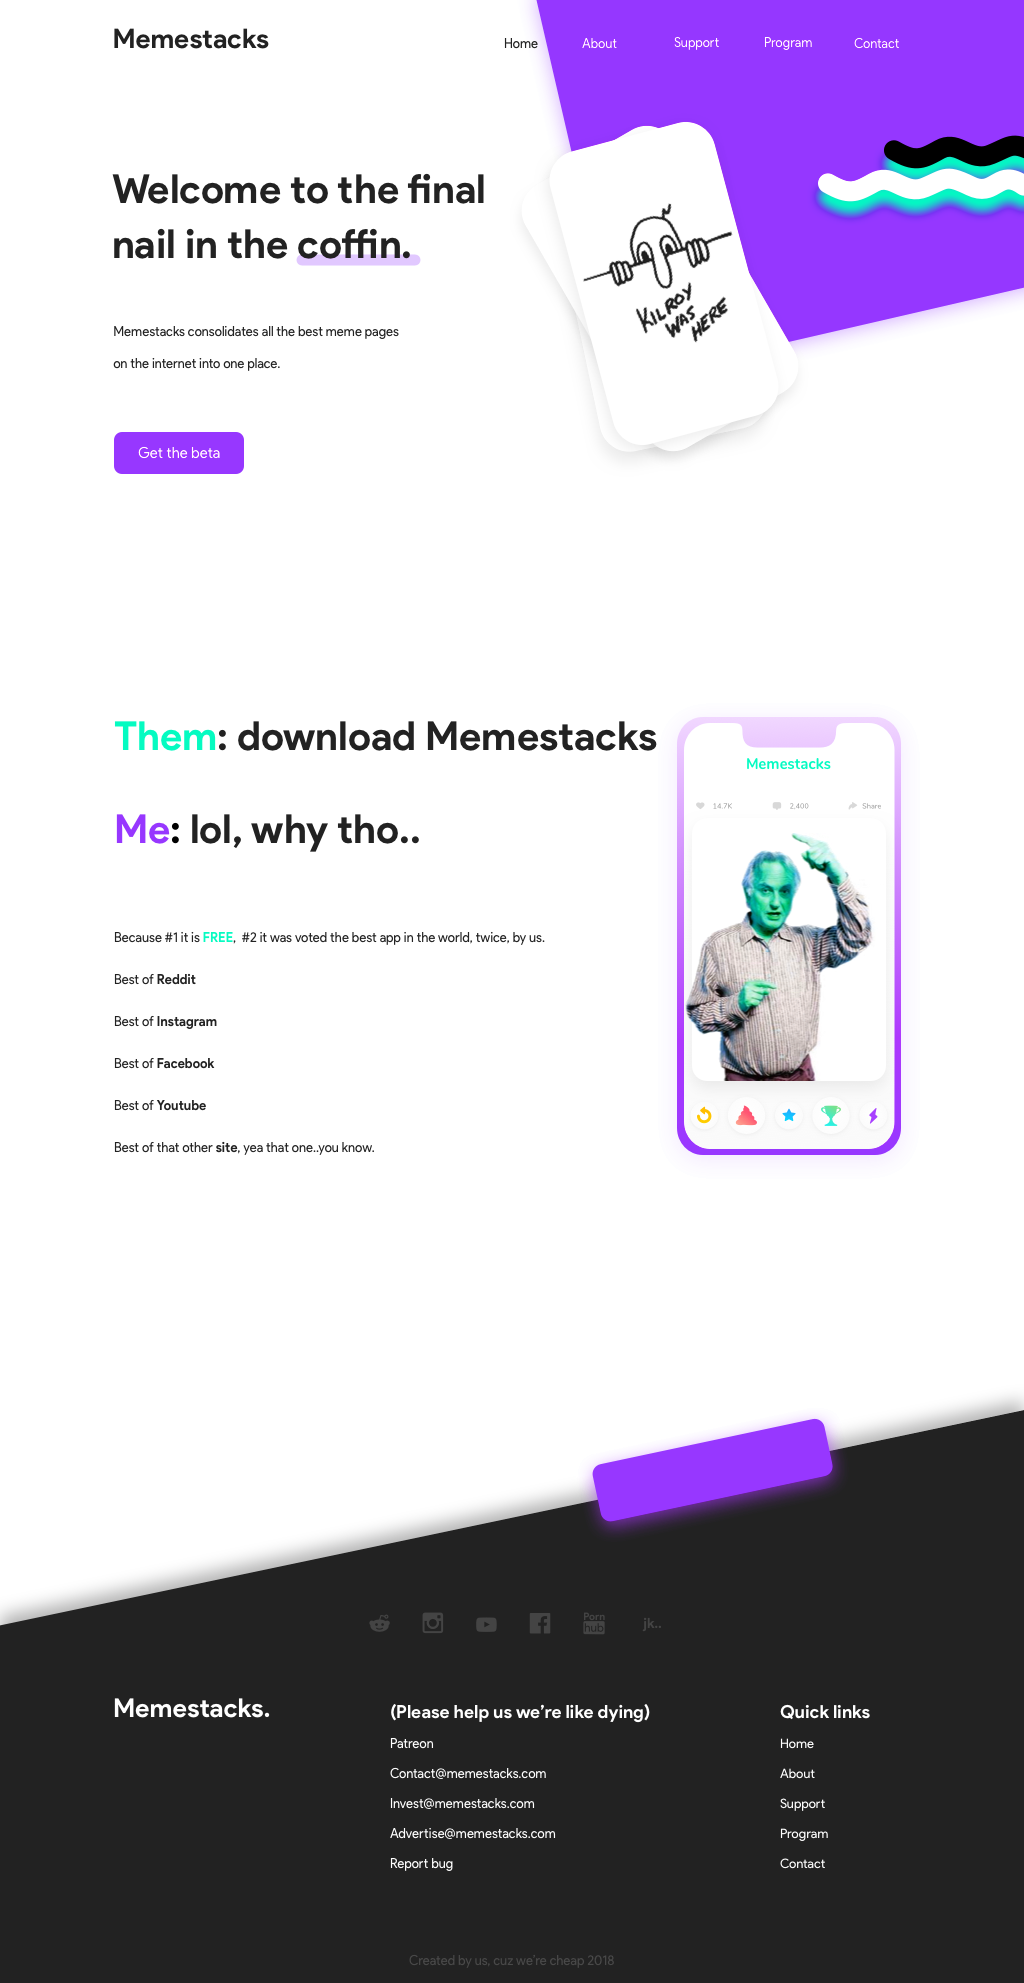 Memestacks
Home About Support Program Contact
Welcome to the final
nail in the coffin.
Memestacks consolidates all the best meme pages
on the internet into one place.
Get the beta
KILROY
WAS
HERE
Them: download Memestacks
Me: lol, why tho..
Because #1 it is FREE,  #2 it was voted the best app in the world, twice, by us.
Best of Reddit
Best of Instagram
Best of Facebook
Best of Youtube
Best of that other site, yea that one..you know.
Memestacks
14.7K 2,400 Share
Porn
hub
jk..
Memestacks.
(Please help us we’re like dying)
Patreon
Contact@memestacks.com
Invest@memestacks.com
Advertise@memestacks.com
Report bug
Quick links
Home
About
Support
Program
Contact
Created by us, cuz we’re cheap 2018